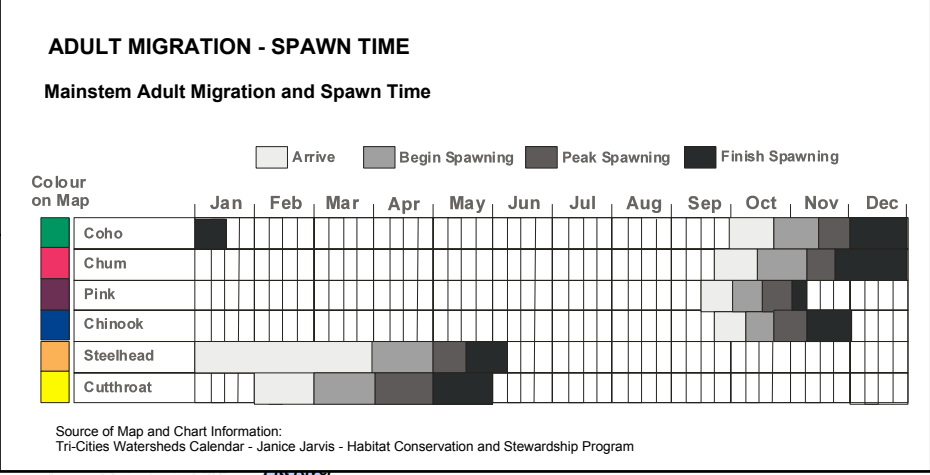 ADULT MIGRATION - SPAWN TIME
Mainstem Adult Migration and Spawn Time
Arrive Begin Spawning Peak Spawning Finish Spawning
Colour
on Map
Jan Feb Mar Apr May Jun Jul Aug Sep Oct Nov Dec
Coho
Chum
Pink
Chinook
Steelhead
Cutthroat
Source of Map and Chart Information:
Tri-Cities Watersheds Calendar - Janice Jarvis - Habitat Conservation and Stewardship Program